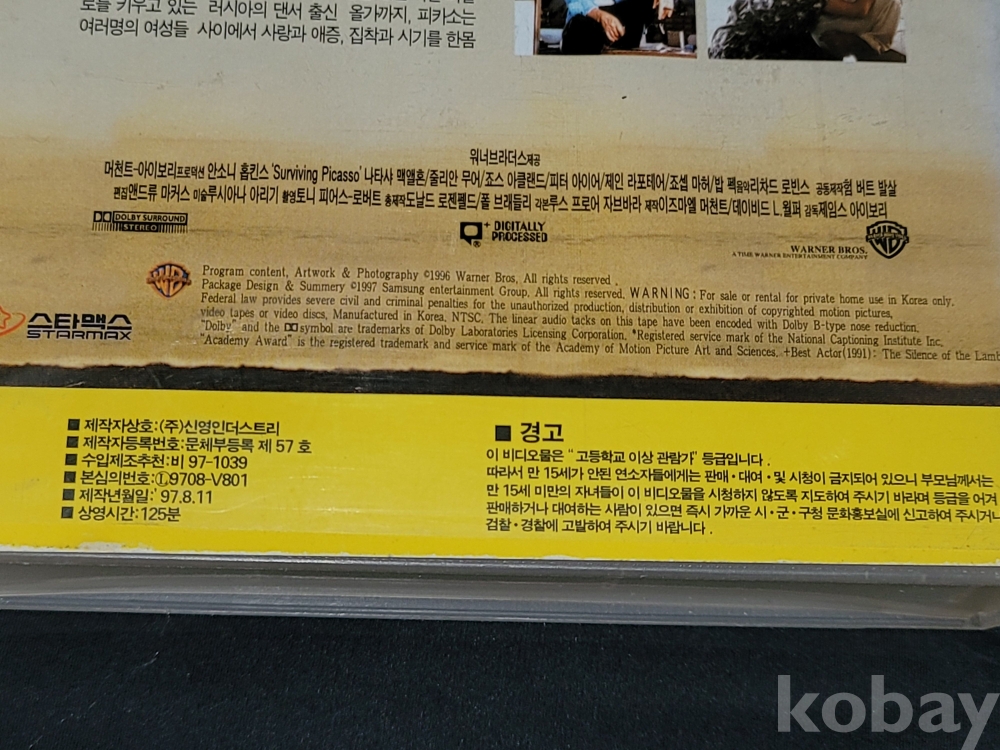 로를 키우고 있는 러시아의 댄서 출신 올가까지, 피카소는
여러명의 여성들 사이에서 사랑과 애증, 집착과 시기를 한몸
워너브라더스제공
머천트-아이보리프로덕션 안소니 홉킨스 'Surviving Picasso' 나타샤 맥앨혼/줄리안 무어/죠스 아클랜드/피터 아이어/제인 라포테어/죠셉 마허/밥 펙음악리차드 로빈스 공동제작험 버트 발살
편집앤드류 마커스 미술루시아나 아리기 촬영토니 피어스-로버트 총제작도날드 로젠펠드/폴 브래들리 각본루스 프로어 자브바라 제작이즈마엘 머천트/데이비드 L.월퍼 감독제임스 아이보리
DOLBY SURROUND
STEREO
DIGITALLY
PROCESSED
WARNER BROS.
A TIME WARNER ENTERTAINMENT COMPANY
Program content, Artwork & Photography ©1996 Warner Bros, All rights reserved .
Package Design & Summery ©1997 Samsung entertainment Group. All rights reserved. WARNING : For sale or rental for private home use in Korea only.
Federal law provides severe civil and criminal penalties for the unauthorized production, distribution or exhibition of copyrighted motion pictures,
video tapes or video discs, Manufactured in Korea. NTSC. The linear audio tacks on this tape have been encoded with Dolby B-type nose reduction.
"Dolby" and the symbol are trademarks of Dolby Laboratories Licensing Corporation. *Registered service mark of the National Captioning Institute Inc.
"Academy Award" is the registered trademark and service mark of the Academy of Motion Picture Art and Sciences. +Best Actor(1991): The Silence of the Lamb
스타맥스
STARMAX
■ 제작자상호:(주)신영인더스트리
■ 제작자등록번호:문체부등록 제 57 호
■ 수입제조추천:비 97-1039
■ 본심의번호:Ⓛ9708-V801
■ 제작년월일:'97.8.11
■ 상영시간:125분
■ 경고
이 비디오물은 "고등학교 이상 관람가" 등급입니다.
따라서 만 15세가 안된 연소자들에게는 판매·대여·및 시청이 금지되어 있으니 부모님께서는
만 15세 미만의 자녀들이 이 비디오물을 시청하지 않도록 지도하여 주시기 바라며 등급을 어겨
판매하거나 대여하는 사람이 있으면 즉시 가까운 시·군·구청 문화홍보실에 신고하여 주시거나
검찰·경찰에 고발하여 주시기 바랍니다.
kobay